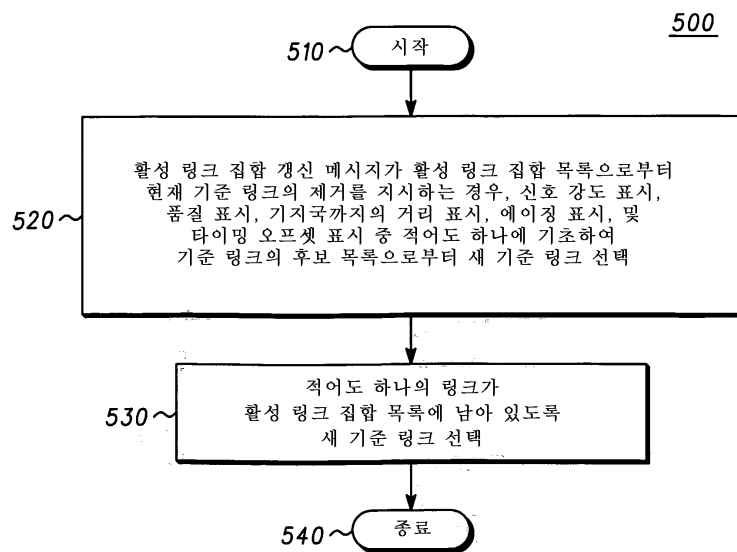 500
510
시작
활성 링크 집합 갱신 메시지가 활성 링크 집합 목록으로부터
현재 기준 링크의 제거를 지시하는 경우, 신호 강도 표시,
품질 표시, 기지국까지의 거리 표시, 에이징 표시, 및
타이밍 오프셋 표시 중 적어도 하나에 기초하여
기준 링크의 후보 목록으로부터 새 기준 링크 선택
520
적어도 하나의 링크가
활성 링크 집합 목록에 남아 있도록
새 기준 링크 선택
530
종료
540